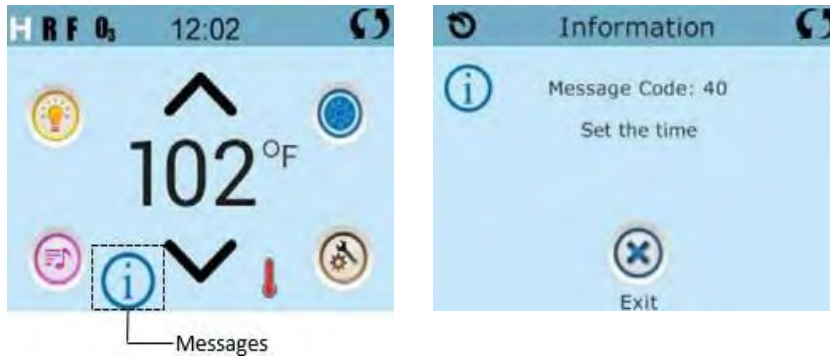 H R F O₃ 12:02
102°F
i
Messages
Information
i
Message Code: 40
Set the time
Exit